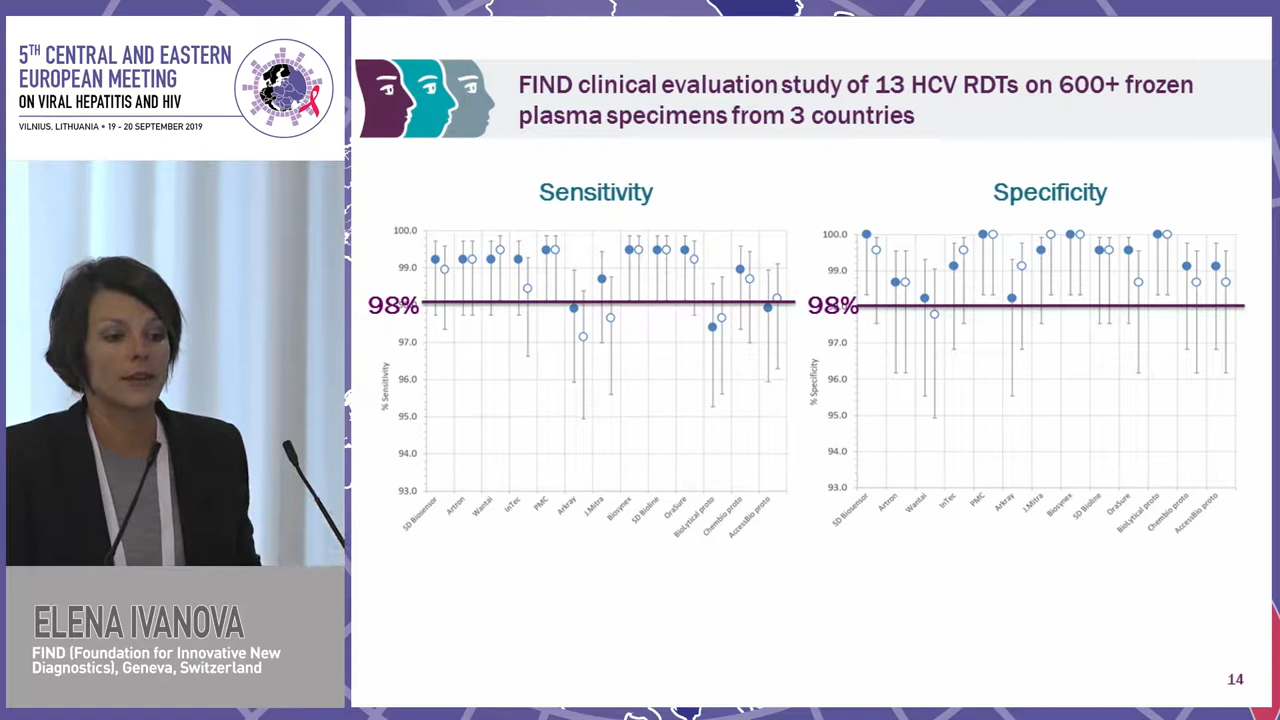 5TH CENTRAL AND EASTERN
EUROPEAN MEETING
ON VIRAL HEPATITIS AND HIV
VILNIUS, LITHUANIA • 19 - 20 SEPTEMBER 2019
FIND clinical evaluation study of 13 HCV RDTs on 600+ frozen
plasma specimens from 3 countries
Sensitivity
100.0
99.0
98%
97.0
96.0
95.0
94.0
93.0
% Sensitivity
SD Biosensor
Artron
Wantai
InTec
PMC
Arkray
J.Mitra
Biosynex
SD Bioline
OraSure
BioLytical proto
Chembio proto
AccessBio proto
Specificity
100.0
99.0
98%
97.0
96.0
95.0
94.0
93.0
% Specificity
SD Biosensor
Artron
Wantai
InTec
PMC
Arkray
J.Mitra
Biosynex
SD Bioline
OraSure
BioLytical proto
Chembio proto
AccessBio proto
ELENA IVANOVA
FIND (Foundation for Innovative New
Diagnostics), Geneva, Switzerland
14